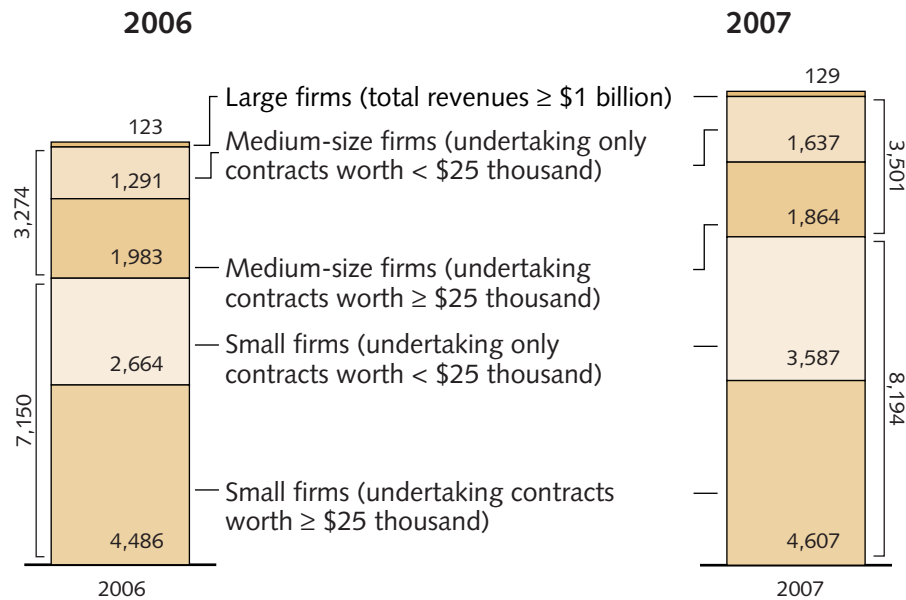 2006
2007
123
129
Large firms (total revenues ≥ $1 billion)
Medium-size firms (undertaking only
contracts worth < $25 thousand)
1,291
1,637
3,274
3,501
1,983
1,864
Medium-size firms (undertaking
contracts worth ≥ $25 thousand)
Small firms (undertaking only
contracts worth < $25 thousand)
2,664
3,587
7,150
8,194
Small firms (undertaking contracts
worth ≥ $25 thousand)
4,486
4,607
2006
2007